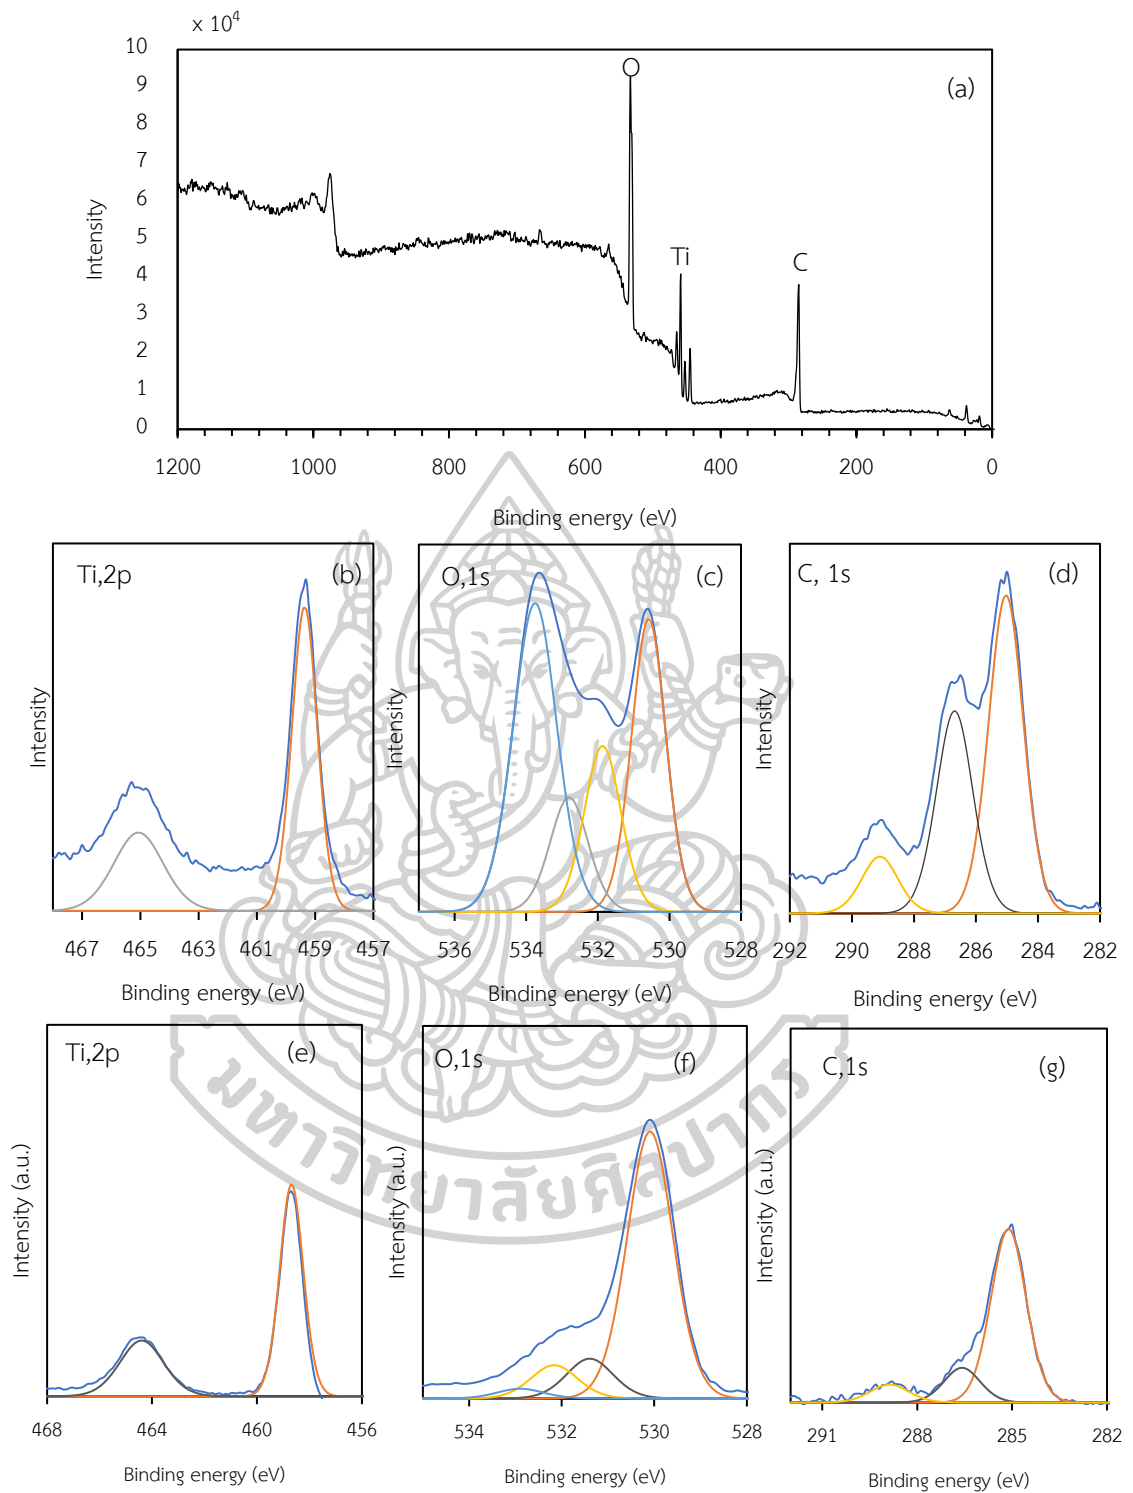 x 10⁴
10
9
8
7
6
5
4
3
2
1
0
Intensity
O
Ti
C
(a)
1200 1000 800 600 400 200 0
Binding energy (eV)
Ti,2p (b)
Intensity
467 465 463 461 459 457
Binding energy (eV)
O,1s (c)
Intensity
536 534 532 530 528
Binding energy (eV)
C, 1s (d)
Intensity
292 290 288 286 284 282
Binding energy (eV)
Ti,2p (e)
Intensity (a.u.)
468 464 460 456
Binding energy (eV)
O,1s (f)
Intensity (a.u.)
534 532 530 528
Binding energy (eV)
C,1s (g)
Intensity (a.u.)
291 288 285 282
Binding energy (eV)
มหาวิทยาลัยศิลปากร